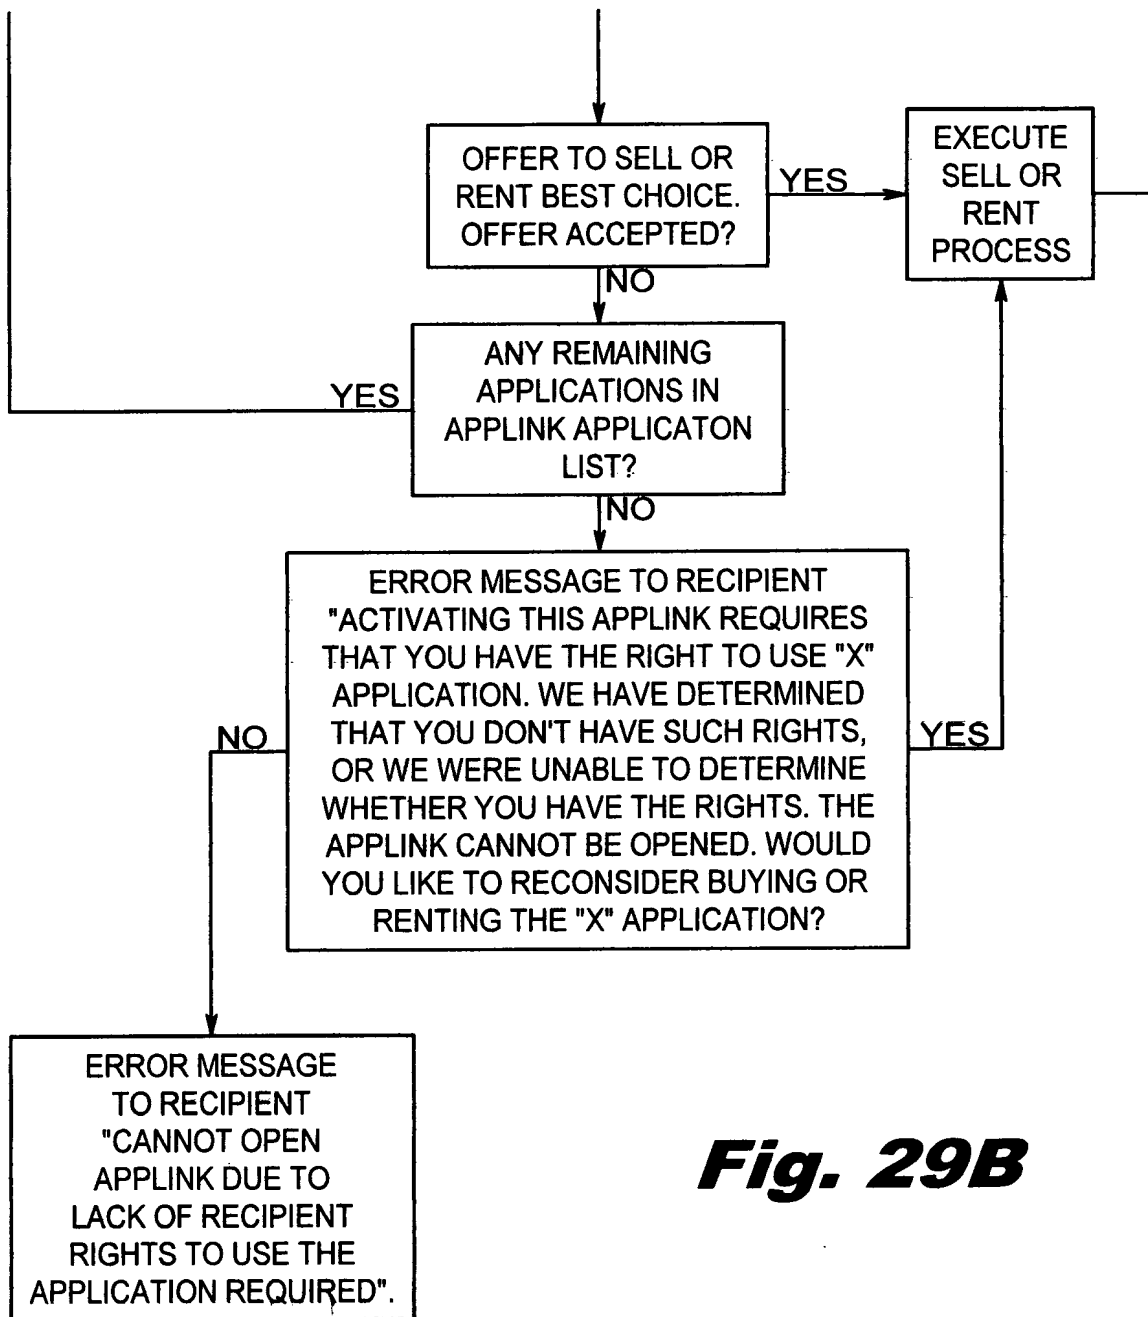 OFFER TO SELL OR
RENT BEST CHOICE.
OFFER ACCEPTED?
YES
EXECUTE
SELL OR
RENT
PROCESS
NO
ANY REMAINING
APPLICATIONS IN
APPLINK APPLICATON
LIST?
YES
NO
ERROR MESSAGE TO RECIPIENT
"ACTIVATING THIS APPLINK REQUIRES
THAT YOU HAVE THE RIGHT TO USE "X"
APPLICATION. WE HAVE DETERMINED
THAT YOU DON'T HAVE SUCH RIGHTS,
OR WE WERE UNABLE TO DETERMINE
WHETHER YOU HAVE THE RIGHTS. THE
APPLINK CANNOT BE OPENED. WOULD
YOU LIKE TO RECONSIDER BUYING OR
RENTING THE "X" APPLICATION?
NO
YES
ERROR MESSAGE
TO RECIPIENT
"CANNOT OPEN
APPLINK DUE TO
LACK OF RECIPIENT
RIGHTS TO USE THE
APPLICATION REQUIRED".
Fig. 29B